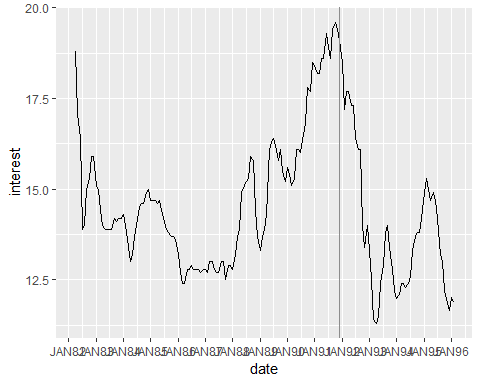 20.0
17.5
15.0
12.5
interest
JAN82 JAN83 JAN84 JAN85 JAN86 JAN87 JAN88 JAN89 JAN90 JAN91 JAN92 JAN93 JAN94 JAN95 JAN96
date